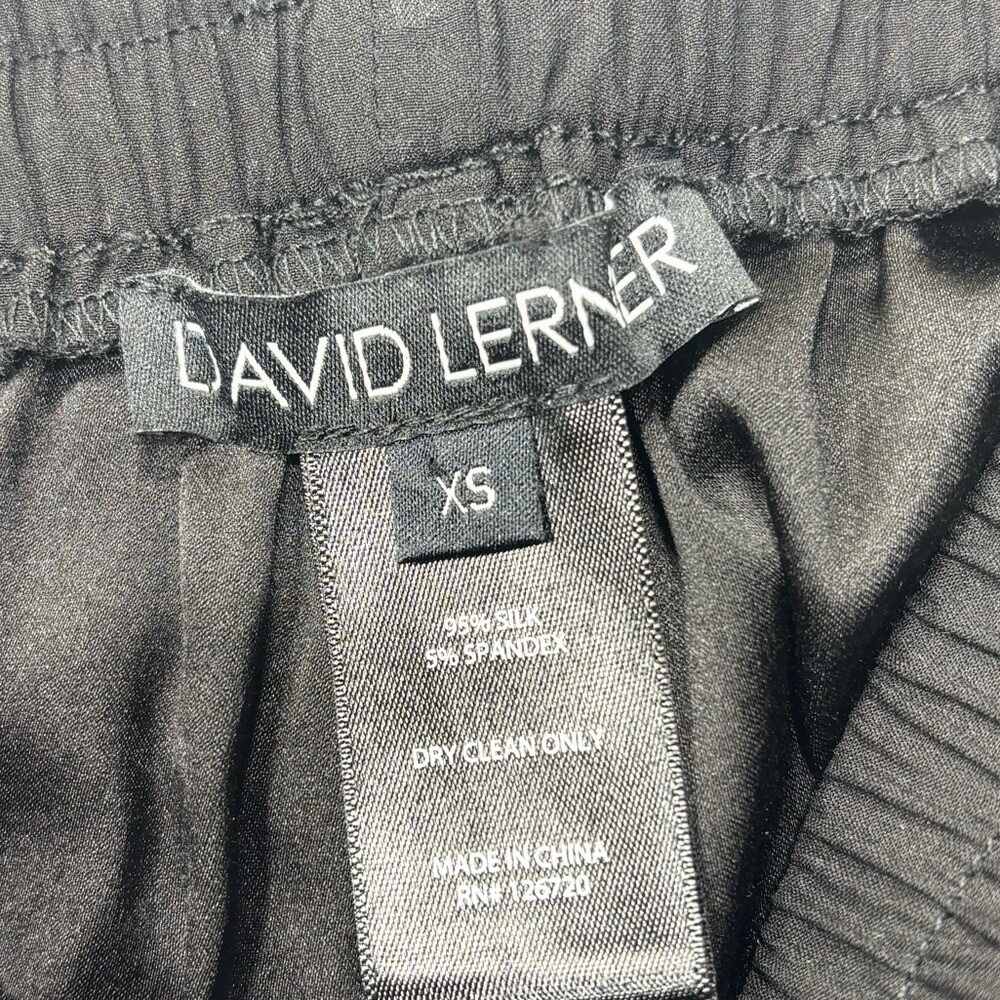 DAVID LERNER
XS
95% SILK
5% SPANDEX
DRY CLEAN ONLY
MADE IN CHINA
RN# 126720